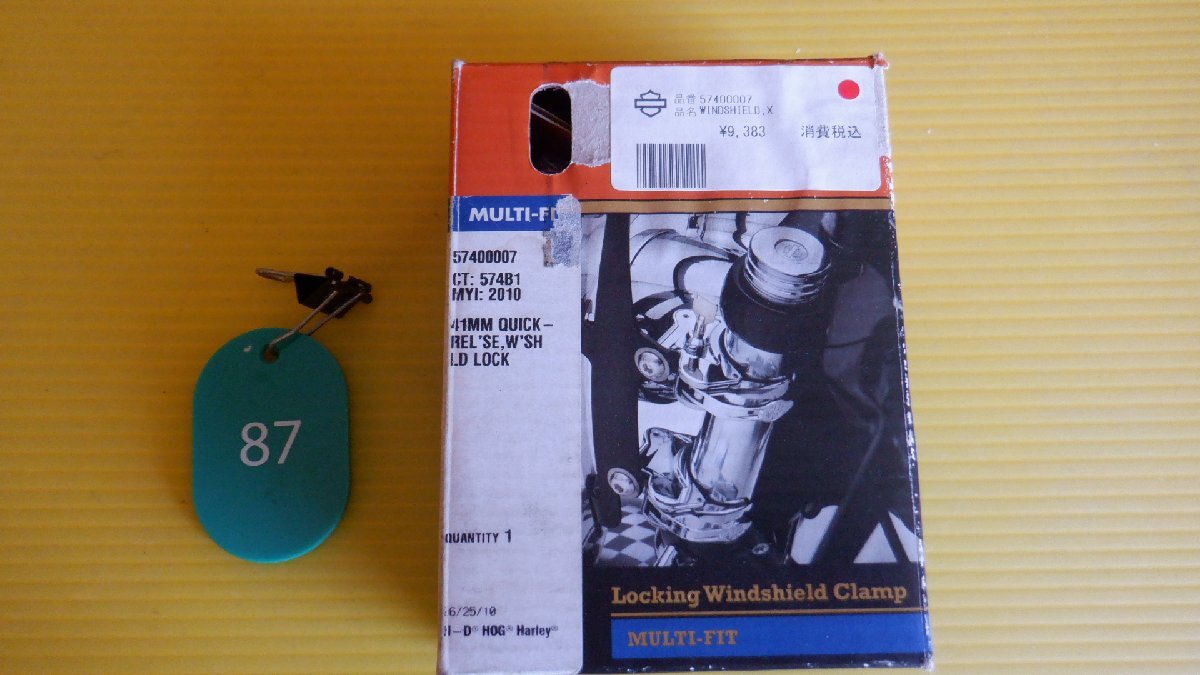 87
品番 57400007
品名 WINDSHIELD,X
¥9,383 消費税込
MULTI-FI
57400007
CT: 574B1
MYI: 2010
41MM QUICK-
REL'SE,W'SH
LD LOCK
QUANTITY 1
6/25/10
H-D® HOG® Harley®
Locking Windshield Clamp
MULTI-FIT